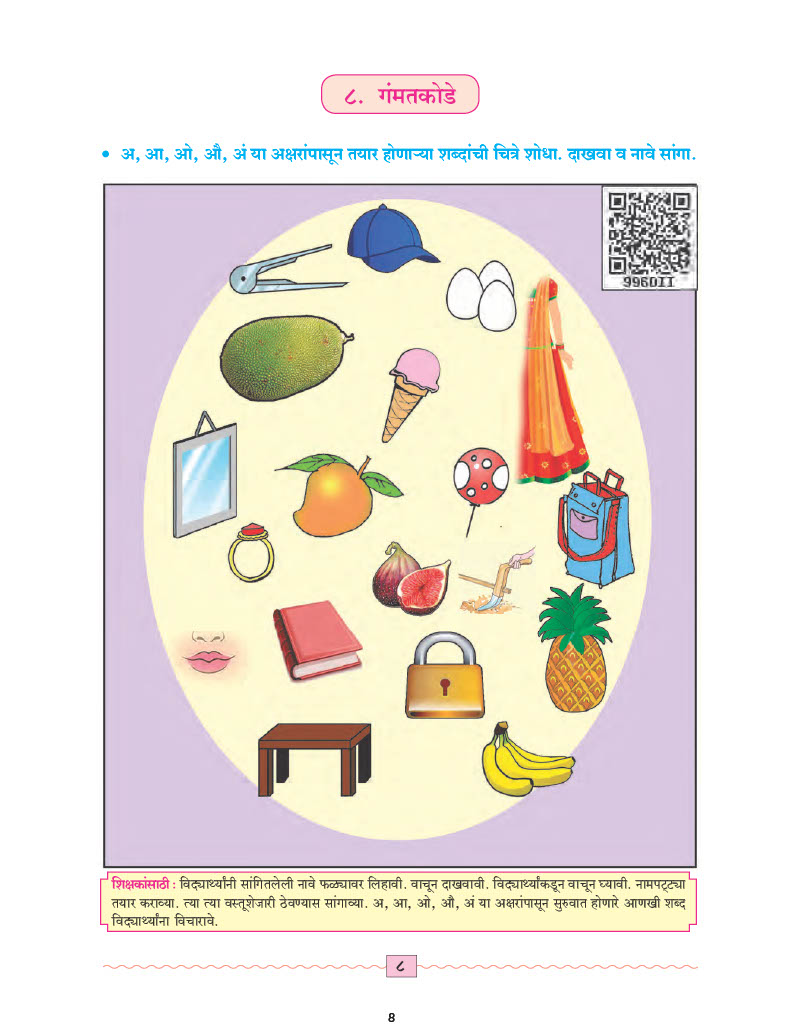 ८. गंमतकोडे
• अ, आ, ओ, औ, अं या अक्षरांपासून तयार होणाऱ्या शब्दांची चित्रे शोधा. दाखवा व नावे सांगा.
996DII
शिक्षकांसाठी : विद्यार्थ्यांनी सांगितलेली नावे फळ्यावर लिहावी. वाचून दाखवावी. विद्यार्थ्यांकडून वाचून घ्यावी. नामपट्ट्या
तयार कराव्या. त्या त्या वस्तूशेजारी ठेवण्यास सांगाव्या. अ, आ, ओ, औ, अं या अक्षरांपासून सुरुवात होणारे आणखी शब्द
विद्यार्थ्यांना विचारावे.
८
8